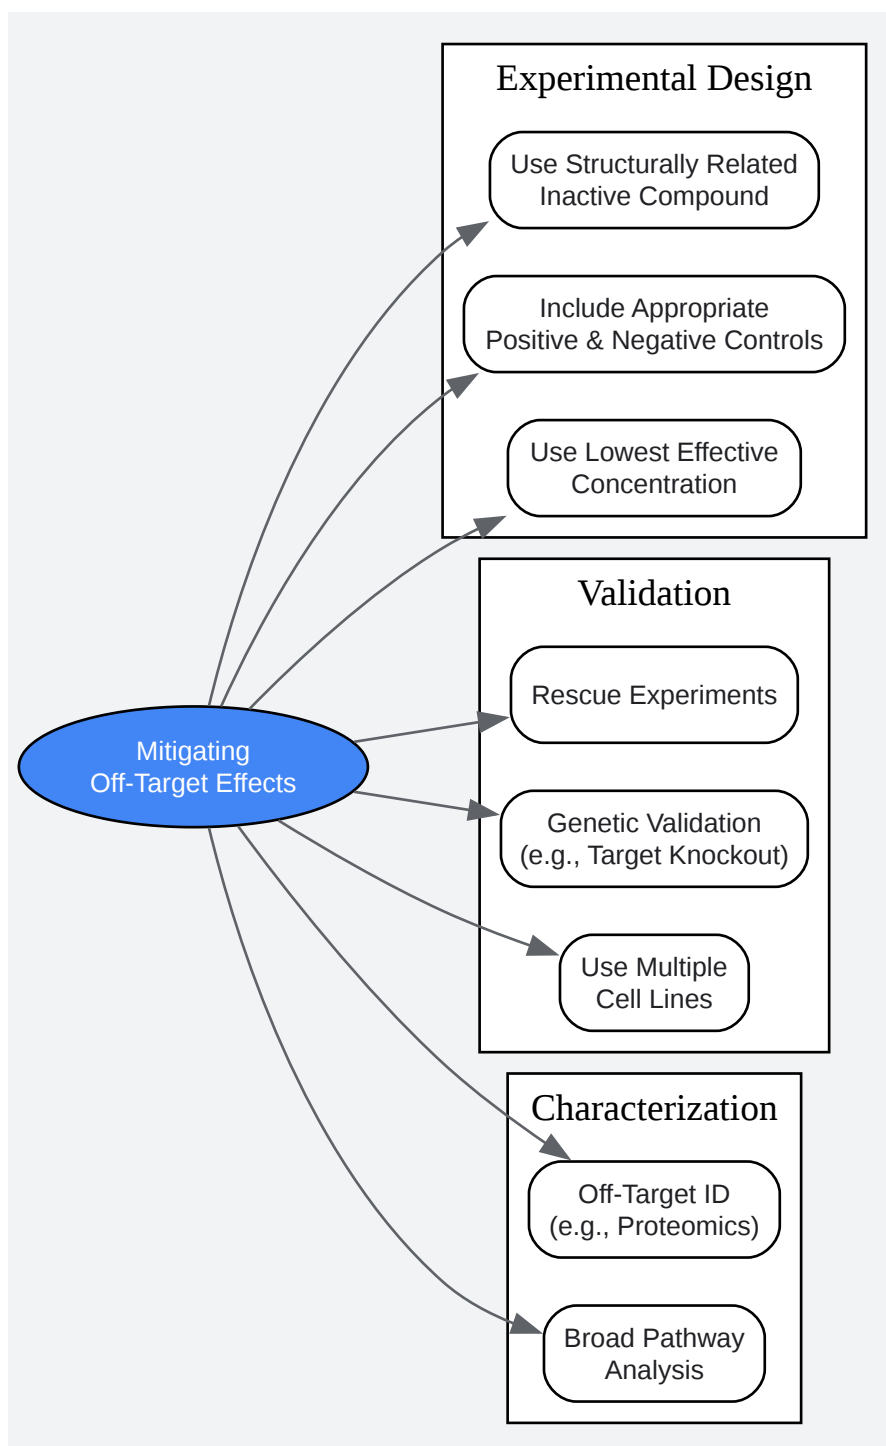 Experimental Design
Use Structurally Related
Inactive Compound
Include Appropriate
Positive & Negative Controls
Use Lowest Effective
Concentration
Validation
Rescue Experiments
Mitigating
Off-Target Effects
Genetic Validation
(e.g., Target Knockout)
Use Multiple
Cell Lines
Characterization
Off-Target ID
(e.g., Proteomics)
Broad Pathway
Analysis